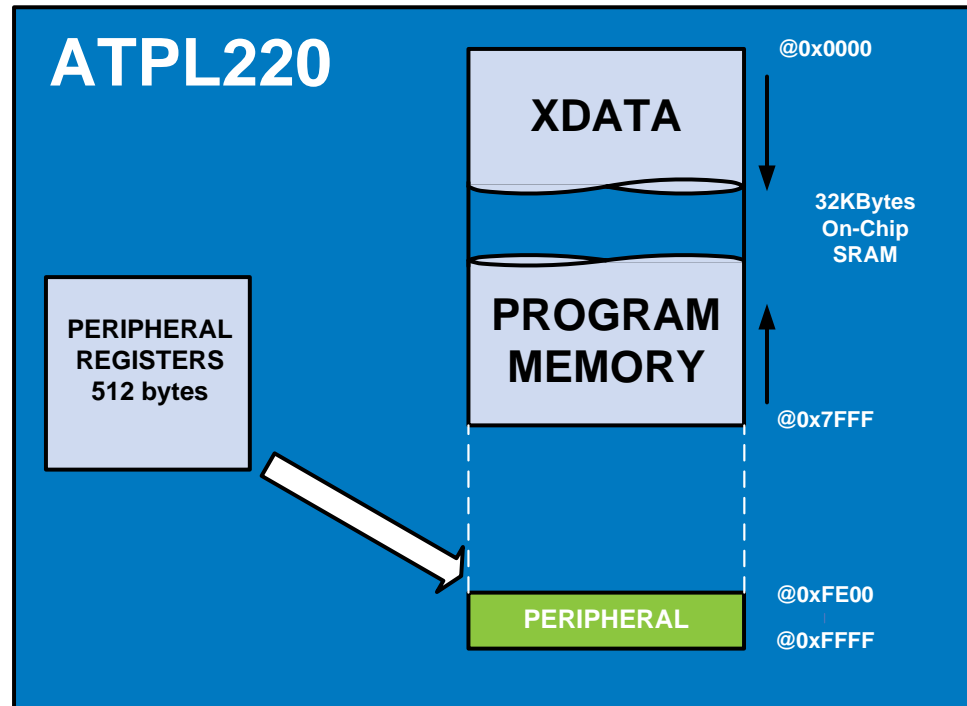 ATPL220
@0x0000
XDATA
32KBytes
On-Chip
SRAM
PERIPHERAL
REGISTERS
512 bytes
PROGRAM
MEMORY
@0x7FFF
@0xFE00
PERIPHERAL
@0xFFFF